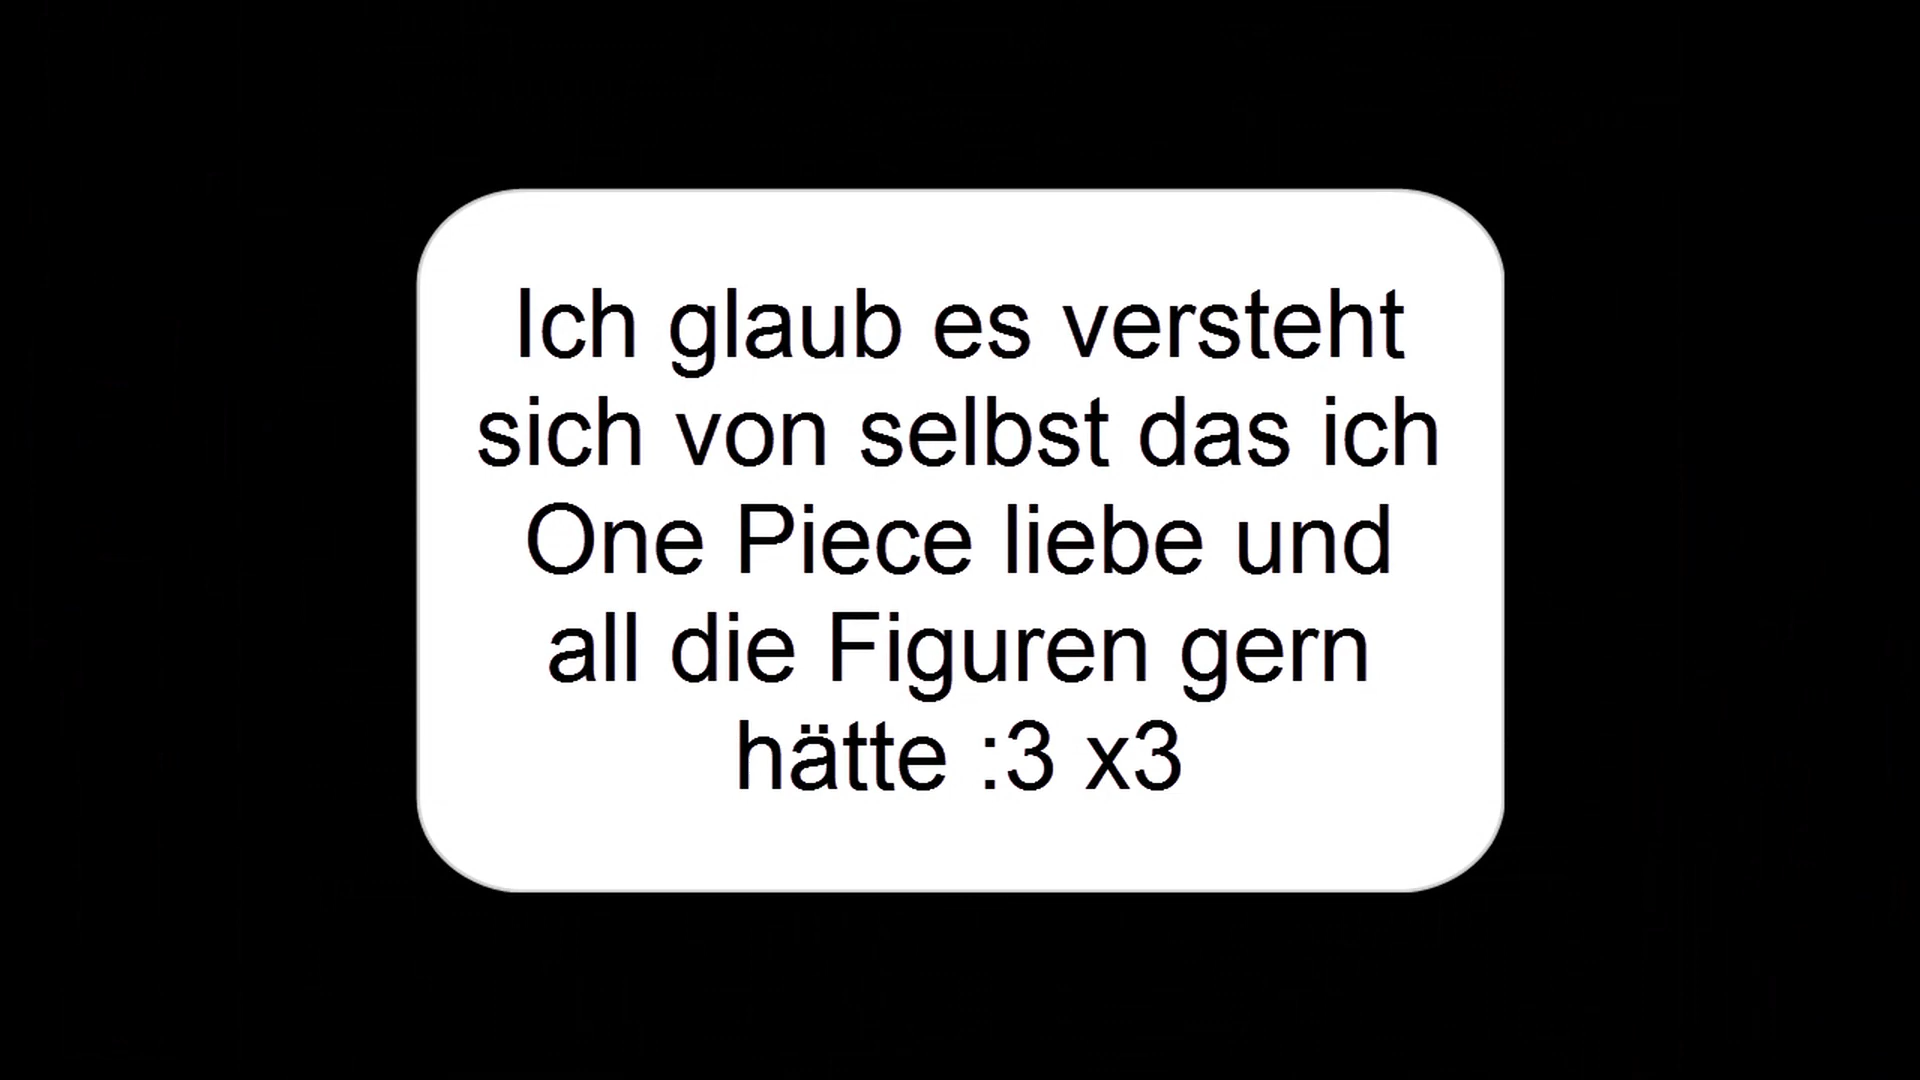 Ich glaub es versteht
sich von selbst das ich
One Piece liebe und
all die Figuren gern
hätte :3 x3